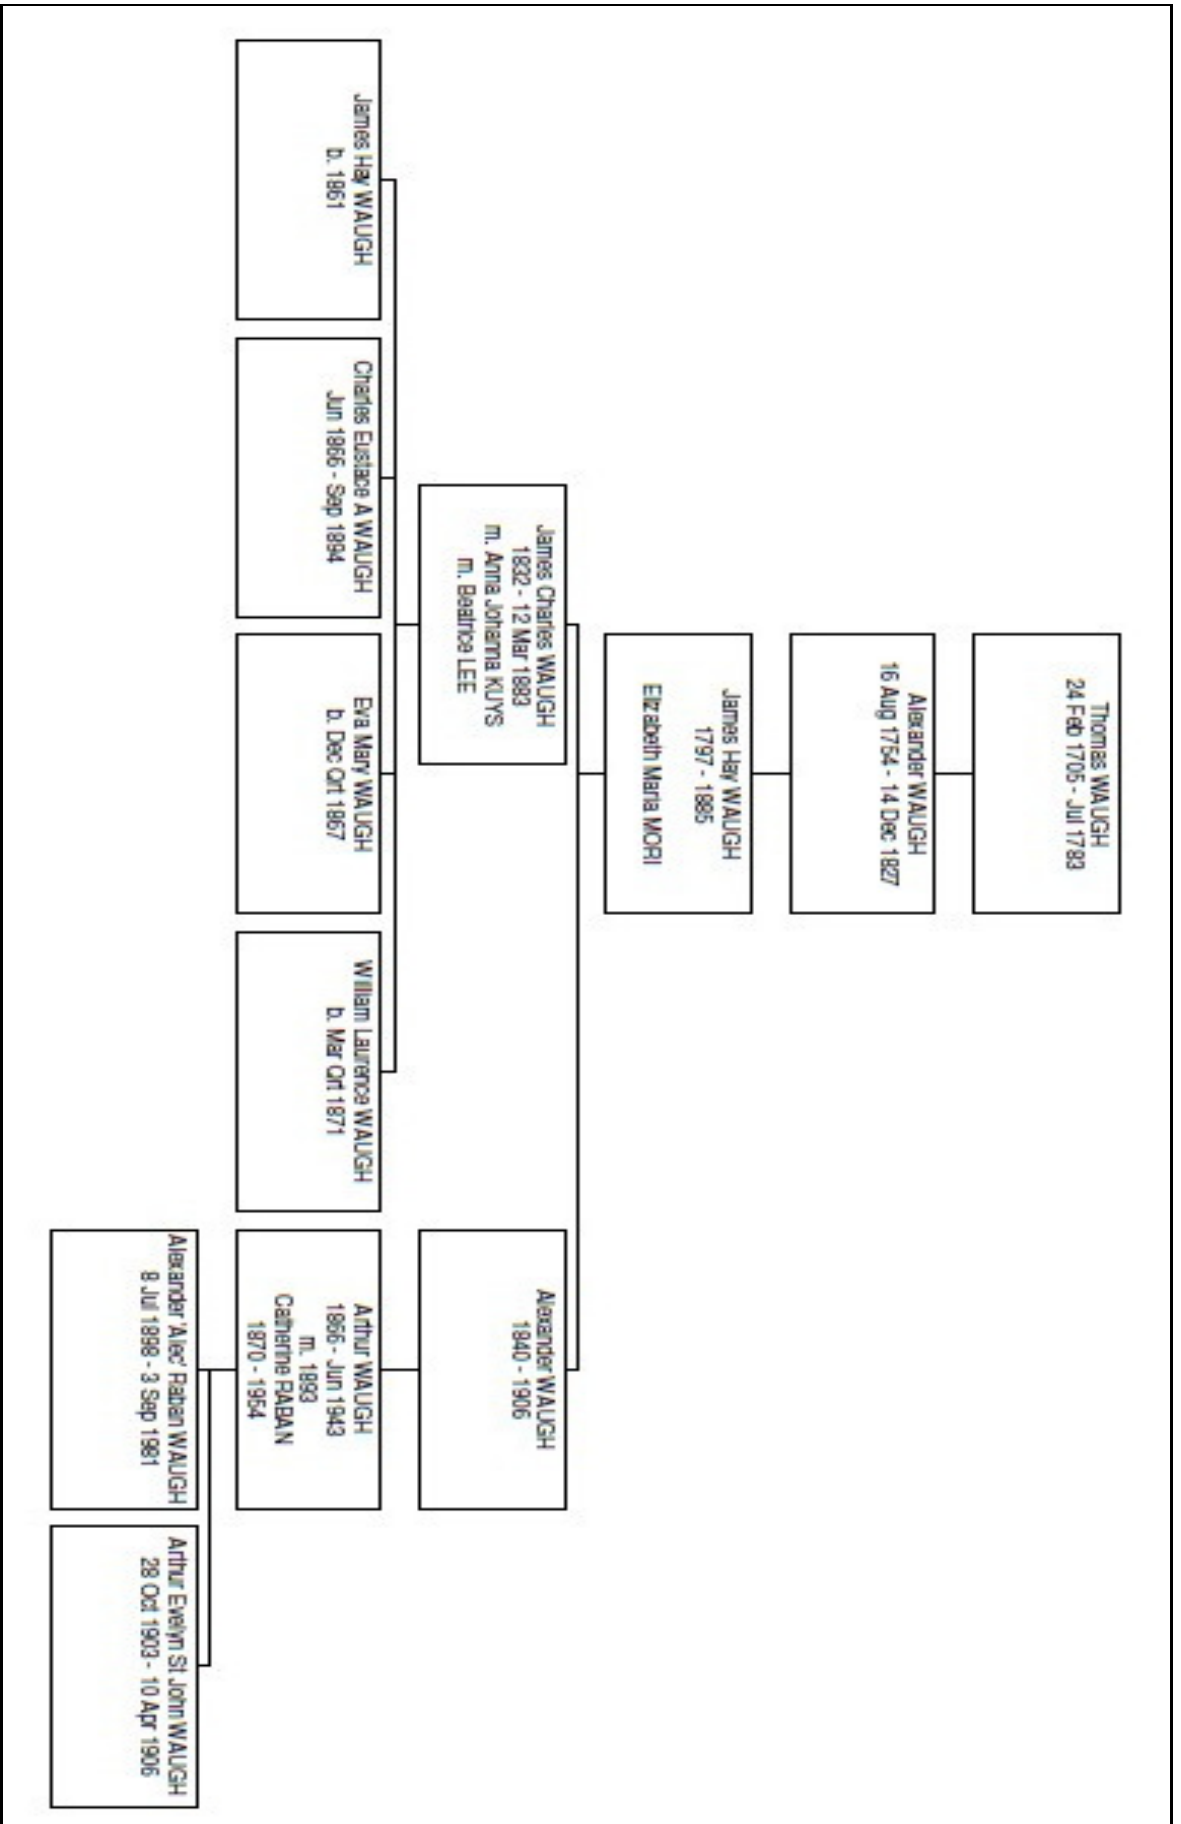 Thomas WAUGH
24 Feb 1705 - Jul 1783
Alexander WAUGH
16 Aug 1754 - 14 Dec 1827
James Hay WAUGH
1797 - 1885
Elizabeth Maria MORI
James Charles WAUGH
1832 - 12 Mar 1883
m. Anna Johanna KUYS
m. Beatrice LEE
Alexander WAUGH
1840 - 1906
James Hay WAUGH
b. 1861
Charles Eustace A WAUGH
Jun 1866 - Sep 1894
Eva Mary WAUGH
b. Dec Qrt 1867
William Laurence WAUGH
b. Mar Qrt 1871
Arthur WAUGH
1866 - Jun 1943
m. 1893
Catherine RABAN
1870 - 1954
Alexander 'Alec' Raban WAUGH
8 Jul 1898 - 3 Sep 1981
Arthur Evelyn St John WAUGH
28 Oct 1903 - 10 Apr 1906